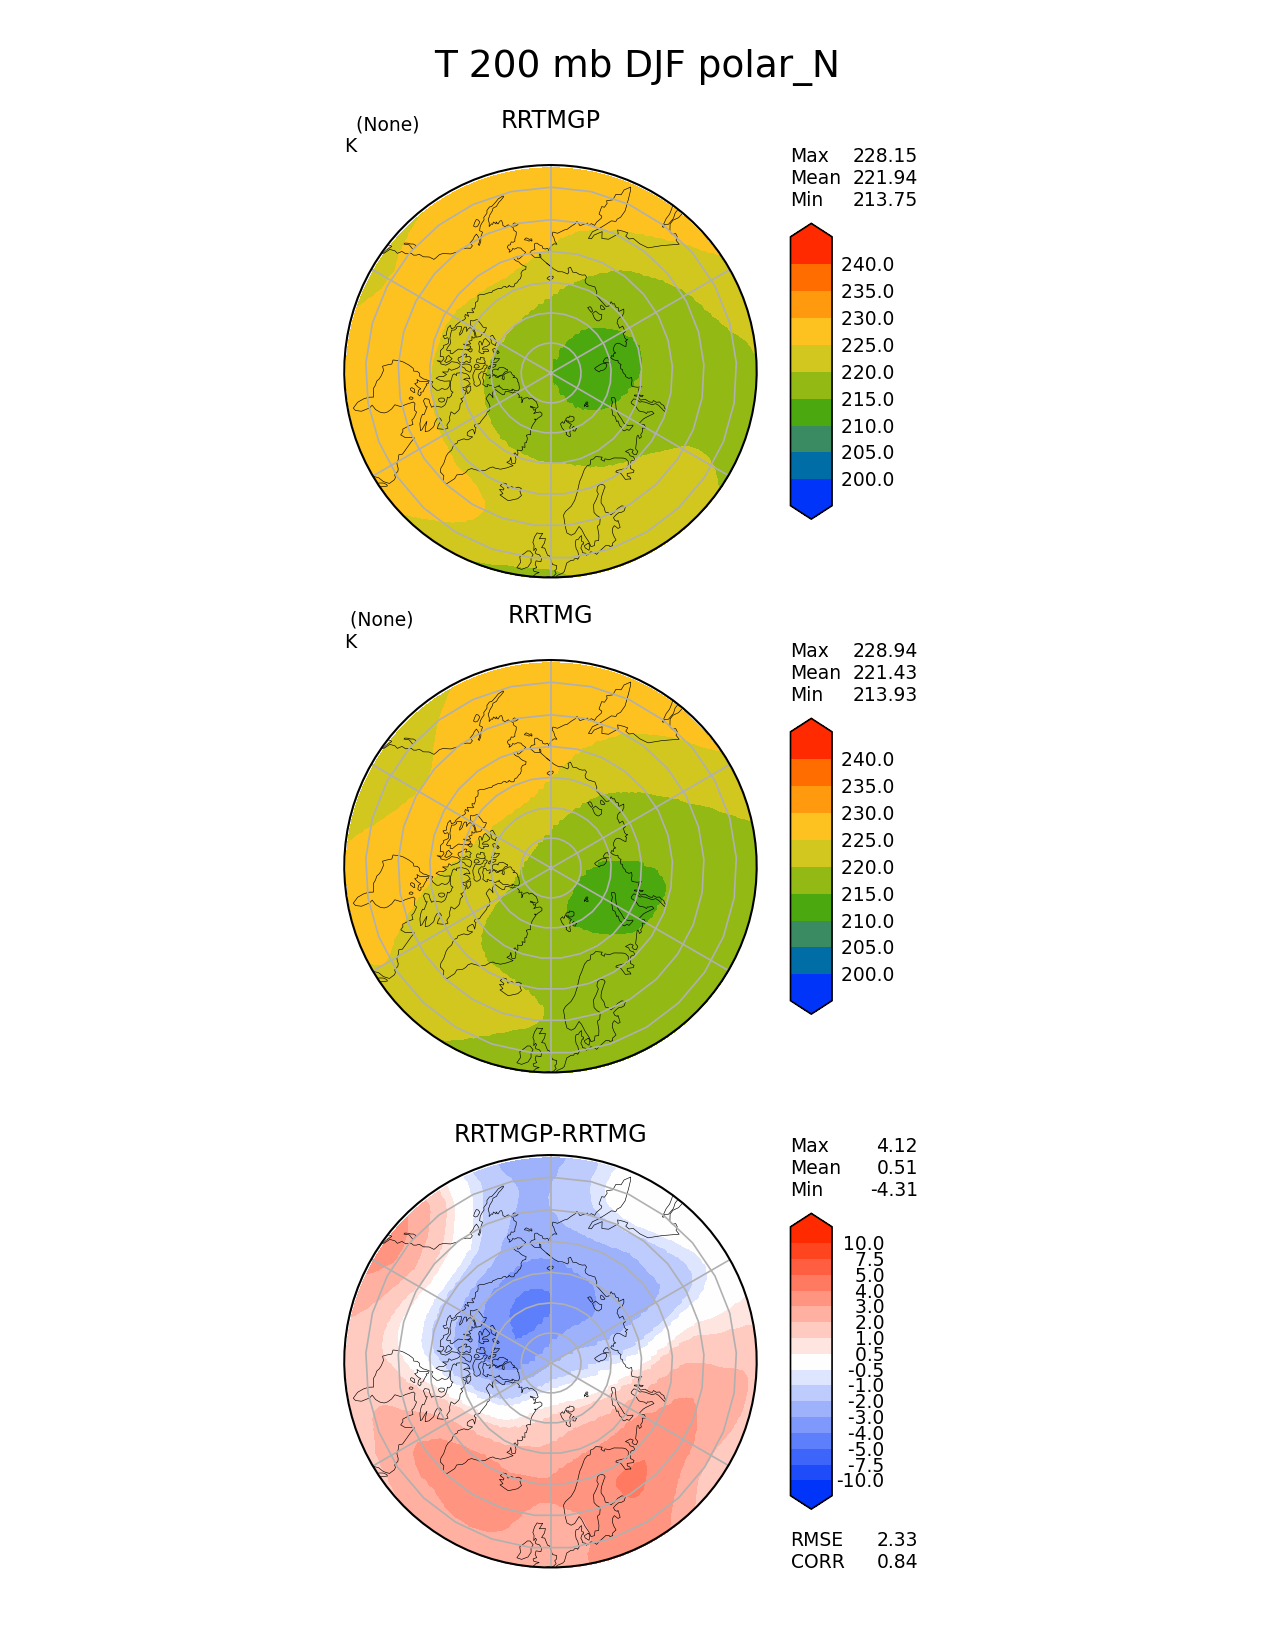 T 200 mb DJF polar_N
(None)
RRTMGP
K
Max 228.15
Mean 221.94
Min 213.75
240.0
235.0
230.0
225.0
220.0
215.0
210.0
205.0
200.0
(None)
RRTMG
K
Max 228.94
Mean 221.43
Min 213.93
240.0
235.0
230.0
225.0
220.0
215.0
210.0
205.0
200.0
RRTMGP-RRTMG
Max 4.12
Mean 0.51
Min -4.31
10.0
7.5
5.0
4.0
3.0
2.0
1.0
0.5
-0.5
-1.0
-2.0
-3.0
-4.0
-5.0
-7.5
-10.0
RMSE 2.33
CORR 0.84